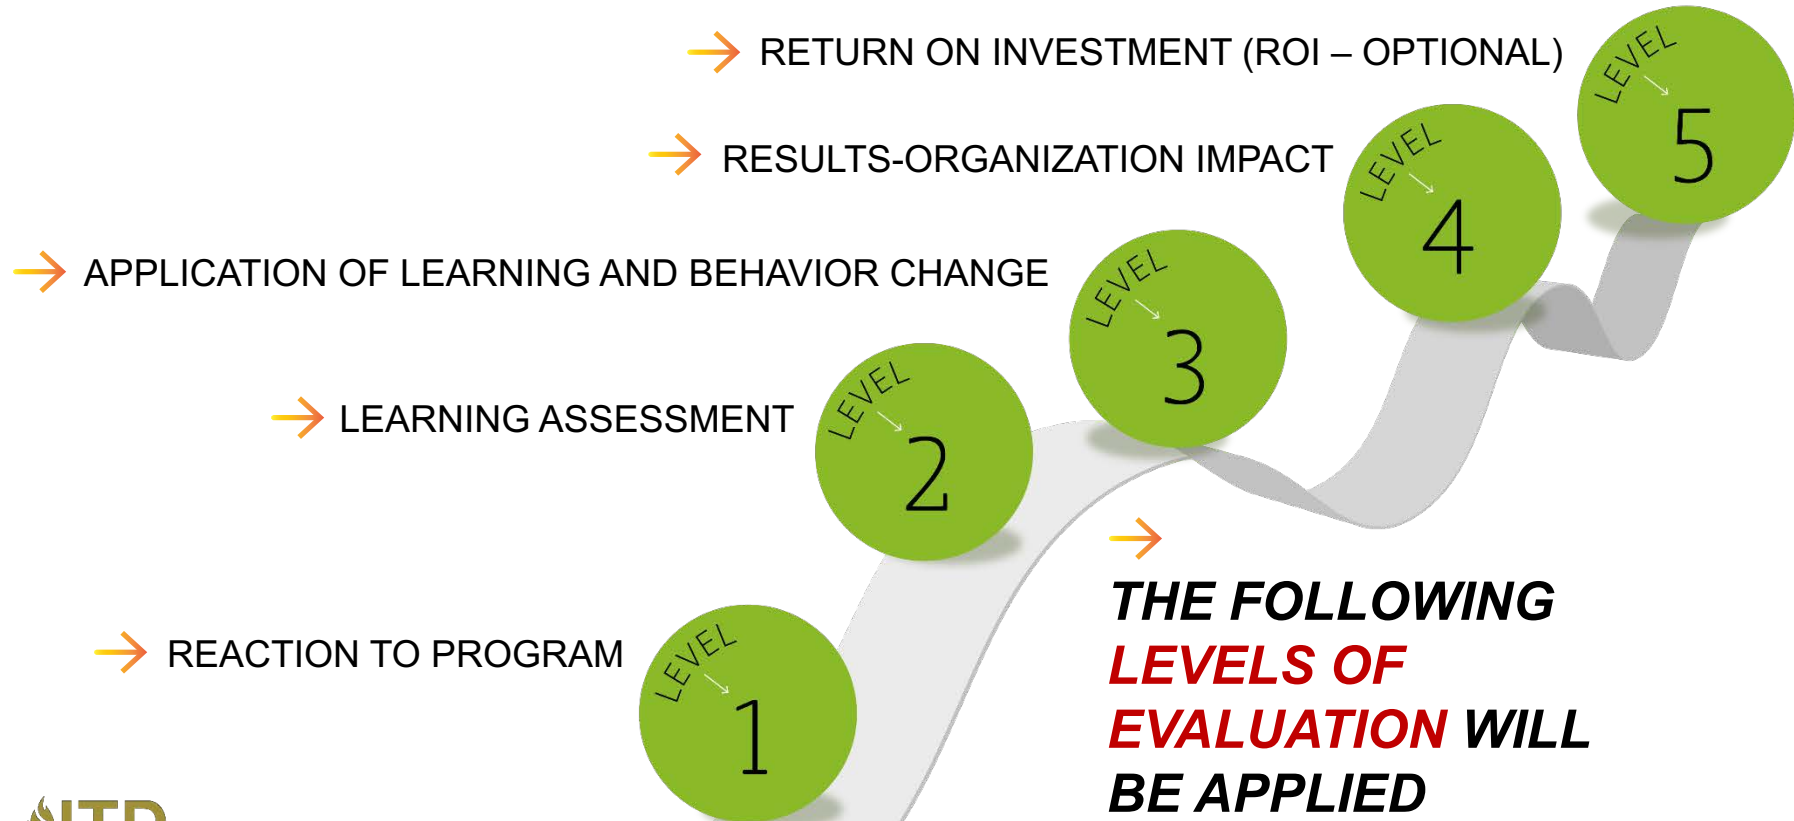 RETURN ON INVESTMENT (ROI – OPTIONAL)
LEVEL
5
RESULTS-ORGANIZATION IMPACT
LEVEL
4
APPLICATION OF LEARNING AND BEHAVIOR CHANGE
LEVEL
3
LEARNING ASSESSMENT
LEVEL
2
REACTION TO PROGRAM
LEVEL
1
THE FOLLOWING
LEVELS OF
EVALUATION WILL
BE APPLIED